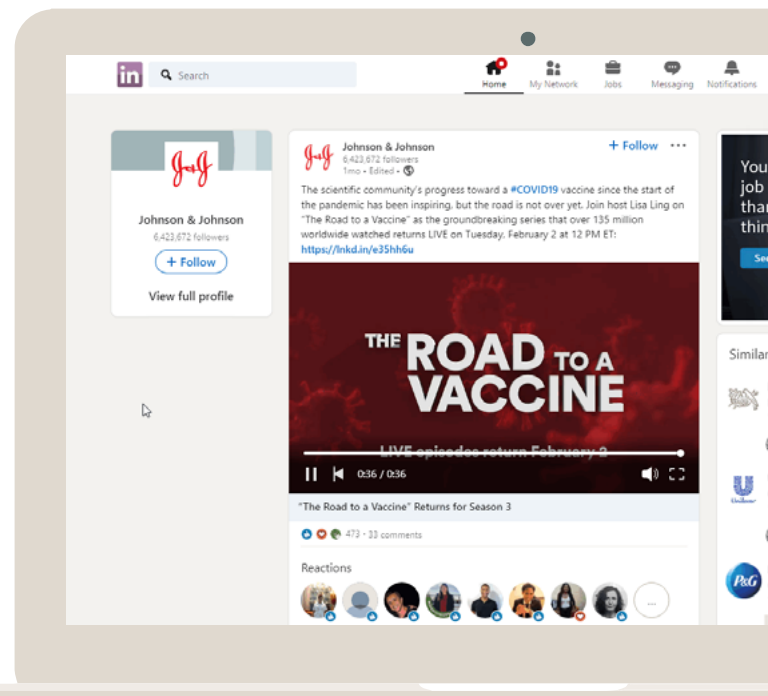 in
Search
Home
My Network
Jobs
Messaging
Notifications
J&J
Johnson & Johnson
6,423,672 followers
+ Follow
View full profile
J&J
Johnson & Johnson
6,423,672 followers
1mo • Edited •
+ Follow
The scientific community's progress toward a #COVID19 vaccine since the start of
the pandemic has been inspiring, but the road is not over yet. Join host Lisa Ling on
"The Road to a Vaccine" as the groundbreaking series that over 135 million
worldwide watched returns LIVE on Tuesday, February 2 at 12 PM ET:
https://lnkd.in/e35hh6u
THE ROAD TO A
VACCINE
LIVE episodes return February 2
0:36 / 0:36
"The Road to a Vaccine" Returns for Season 3
473 • 33 comments
Reactions
...
You
job
than
thin
See
Similar
Unilever
P&G